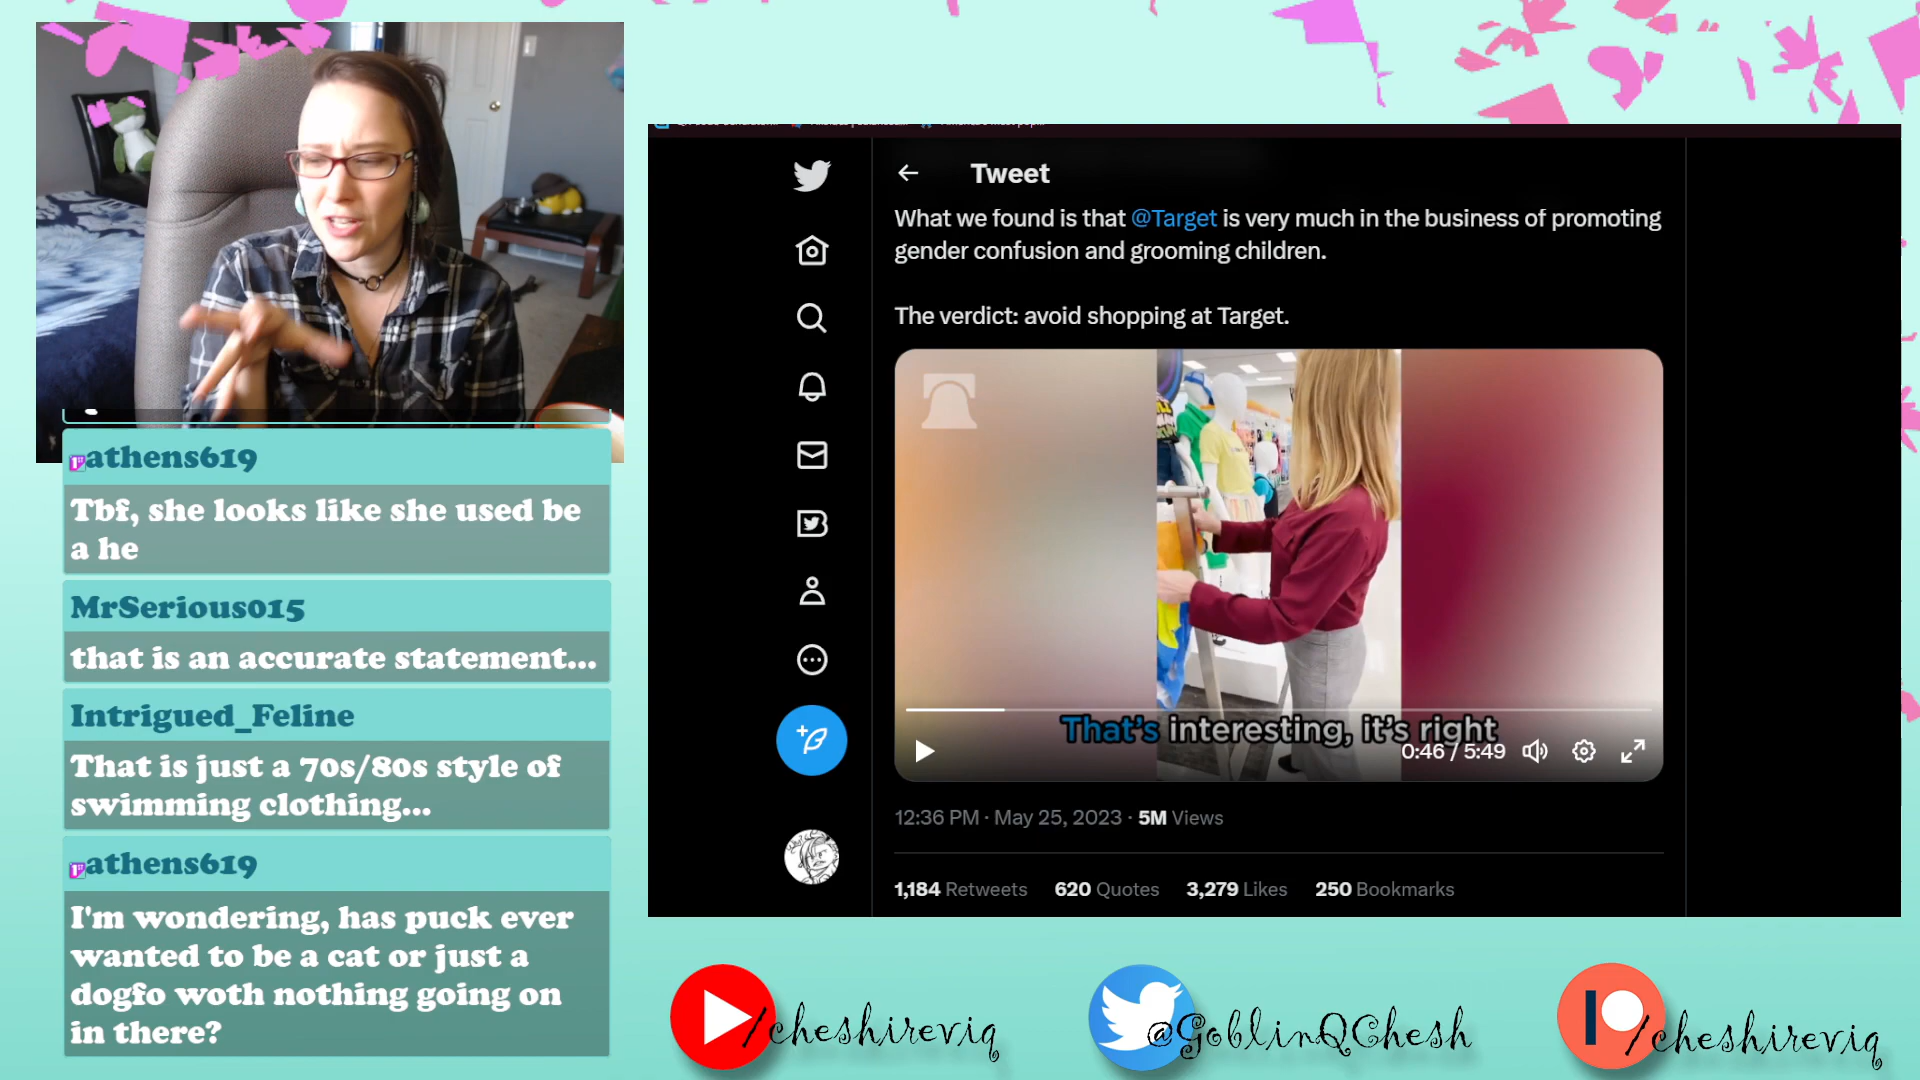 Tweet
What we found is that @Target is very much in the business of promoting
gender confusion and grooming children.
The verdict: avoid shopping at Target.
That's interesting, it's right
0:46 / 5:49
12:36 PM · May 25, 2023 · 5M Views
1,184 Retweets 620 Quotes 3,279 Likes 250 Bookmarks
athens619
Tbf, she looks like she used be
a he
MrSerious015
that is an accurate statement...
Intrigued_Feline
That is just a 70s/80s style of
swimming clothing...
athens619
I'm wondering, has puck ever
wanted to be a cat or just a
dogfo woth nothing going on
in there?
/cheshireviq
@GoblinQChesh
/cheshireviq